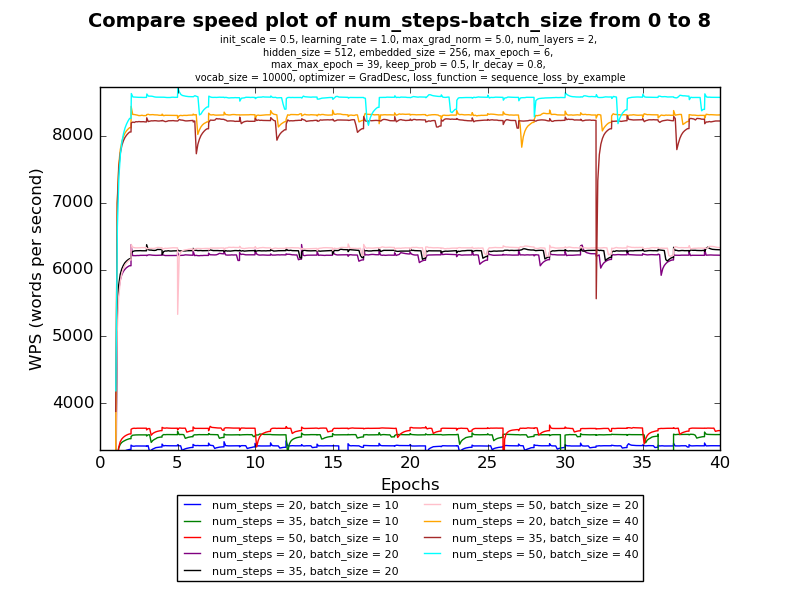 Compare speed plot of num_steps-batch_size from 0 to 8
init_scale = 0.5, learning_rate = 1.0, max_grad_norm = 5.0, num_layers = 2,
hidden_size = 512, embedded_size = 256, max_epoch = 6,
max_max_epoch = 39, keep_prob = 0.5, lr_decay = 0.8,
vocab_size = 10000, optimizer = GradDesc, loss_function = sequence_loss_by_example
WPS (words per second)
8000
7000
6000
5000
4000
0 5 10 15 20 25 30 35 40
Epochs
num_steps = 20, batch_size = 10
num_steps = 35, batch_size = 10
num_steps = 50, batch_size = 10
num_steps = 20, batch_size = 20
num_steps = 35, batch_size = 20
num_steps = 50, batch_size = 20
num_steps = 20, batch_size = 40
num_steps = 35, batch_size = 40
num_steps = 50, batch_size = 40